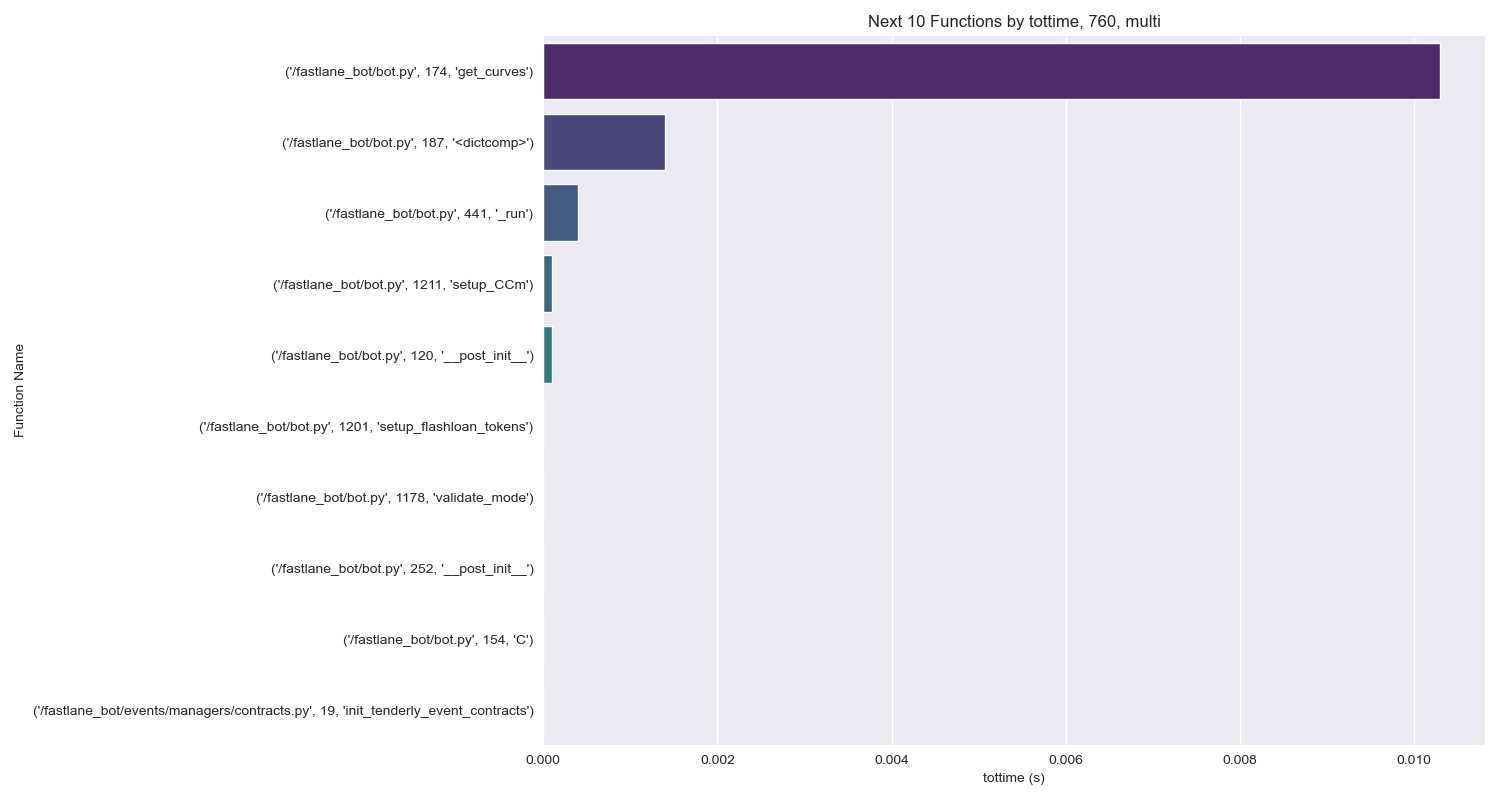 Next 10 Functions by tottime, 760, multi
('/fastlane_bot/bot.py', 174, 'get_curves')
('/fastlane_bot/bot.py', 187, '<dictcomp>')
('/fastlane_bot/bot.py', 441, '_run')
('/fastlane_bot/bot.py', 1211, 'setup_CCm')
('/fastlane_bot/bot.py', 120, '__post_init__')
('/fastlane_bot/bot.py', 1201, 'setup_flashloan_tokens')
('/fastlane_bot/bot.py', 1178, 'validate_mode')
('/fastlane_bot/bot.py', 252, '__post_init__')
('/fastlane_bot/bot.py', 154, 'C')
('/fastlane_bot/events/managers/contracts.py', 19, 'init_tenderly_event_contracts')
Function Name
0.000 0.002 0.004 0.006 0.008 0.010
tottime (s)